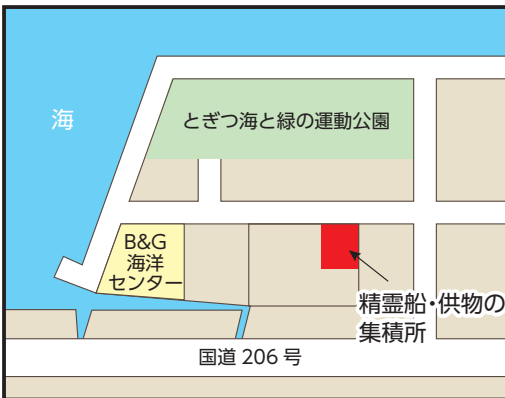 海
とぎつ海と緑の運動公園
B&G
海洋
センター
精霊船・供物の
集積所
国道 206 号